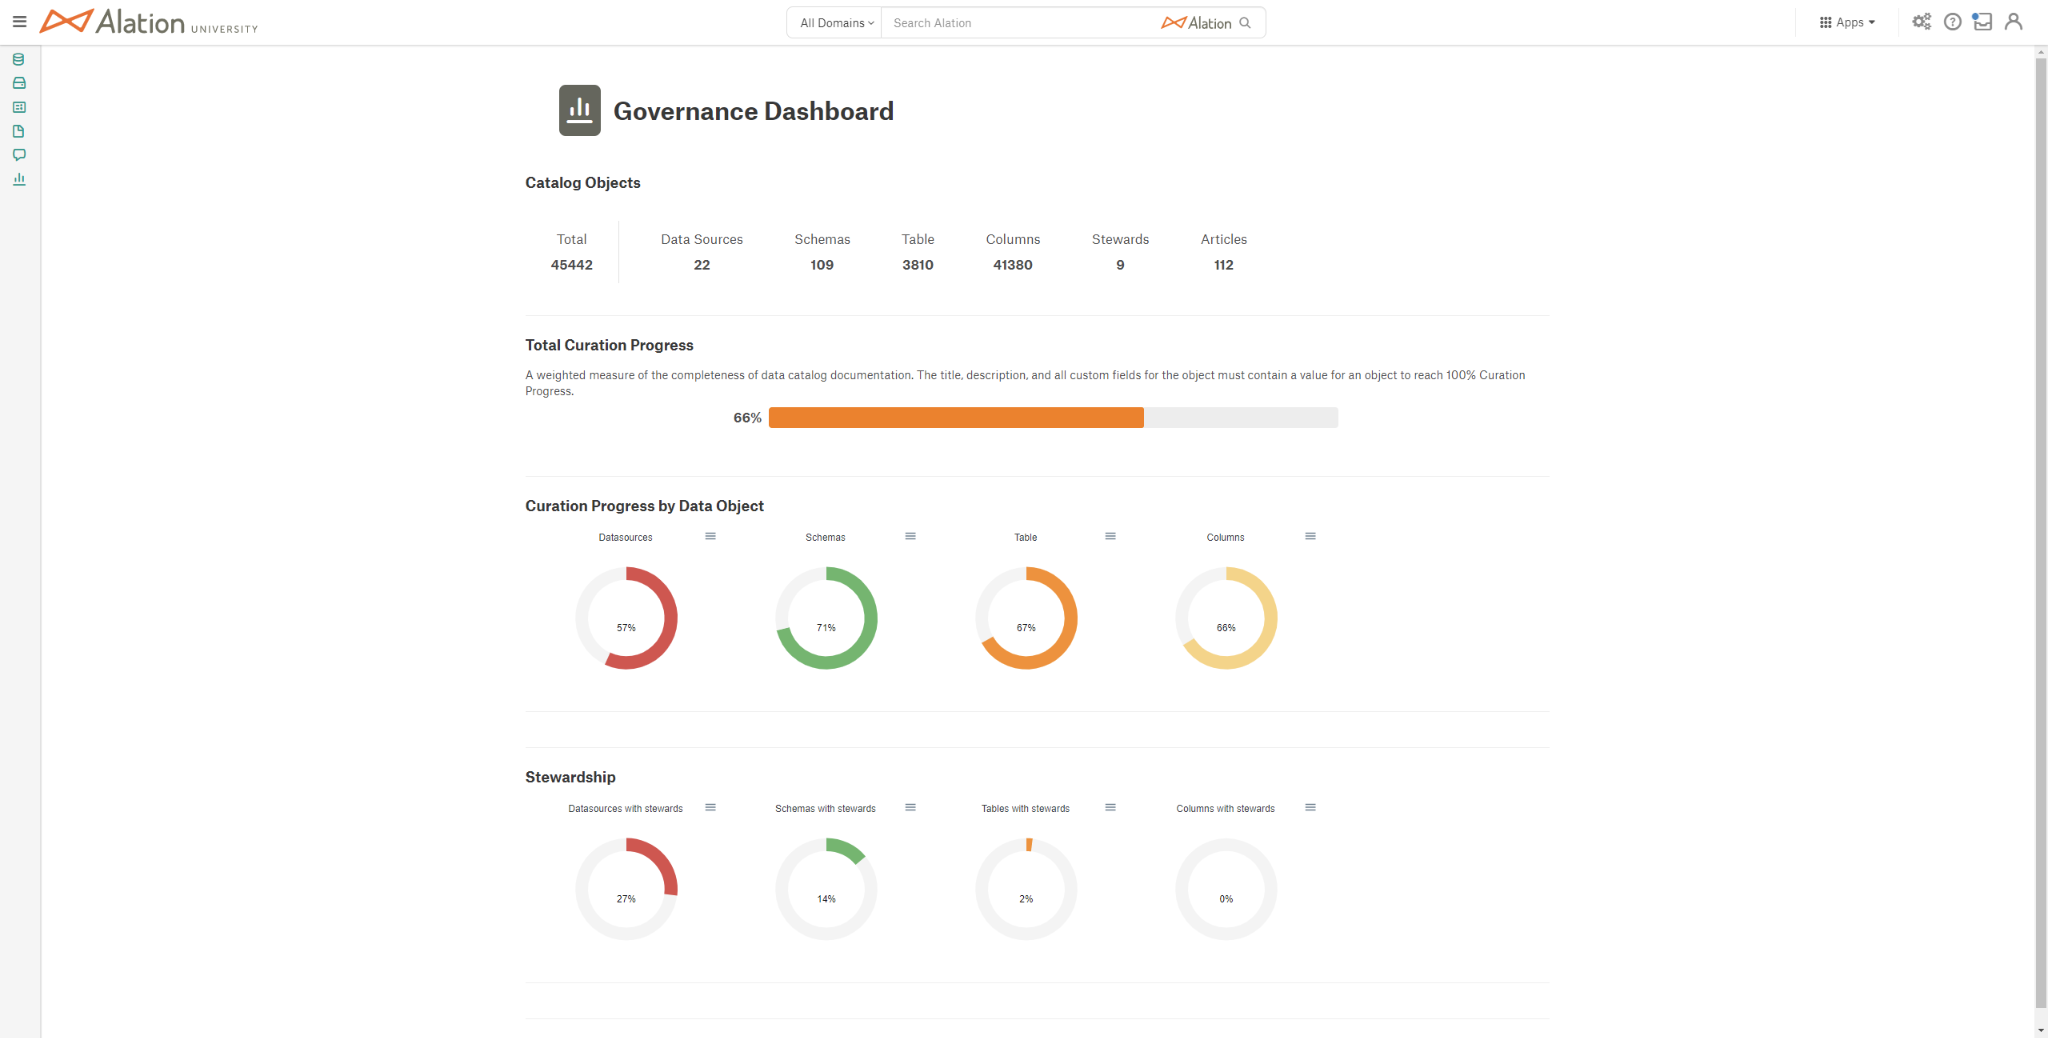 Alation UNIVERSITY
All Domains
Search Alation
Alation
Apps
Governance Dashboard
Catalog Objects
Total Data Sources Schemas Table Columns Stewards Articles
45442 22 109 3810 41380 9 112
Total Curation Progress
A weighted measure of the completeness of data catalog documentation. The title, description, and all custom fields for the object must contain a value for an object to reach 100% Curation
Progress.
66%
Curation Progress by Data Object
Datasources Schemas Table Columns
57% 71% 67% 66%
Stewardship
Datasources with stewards Schemas with stewards Tables with stewards Columns with stewards
27% 14% 2% 0%